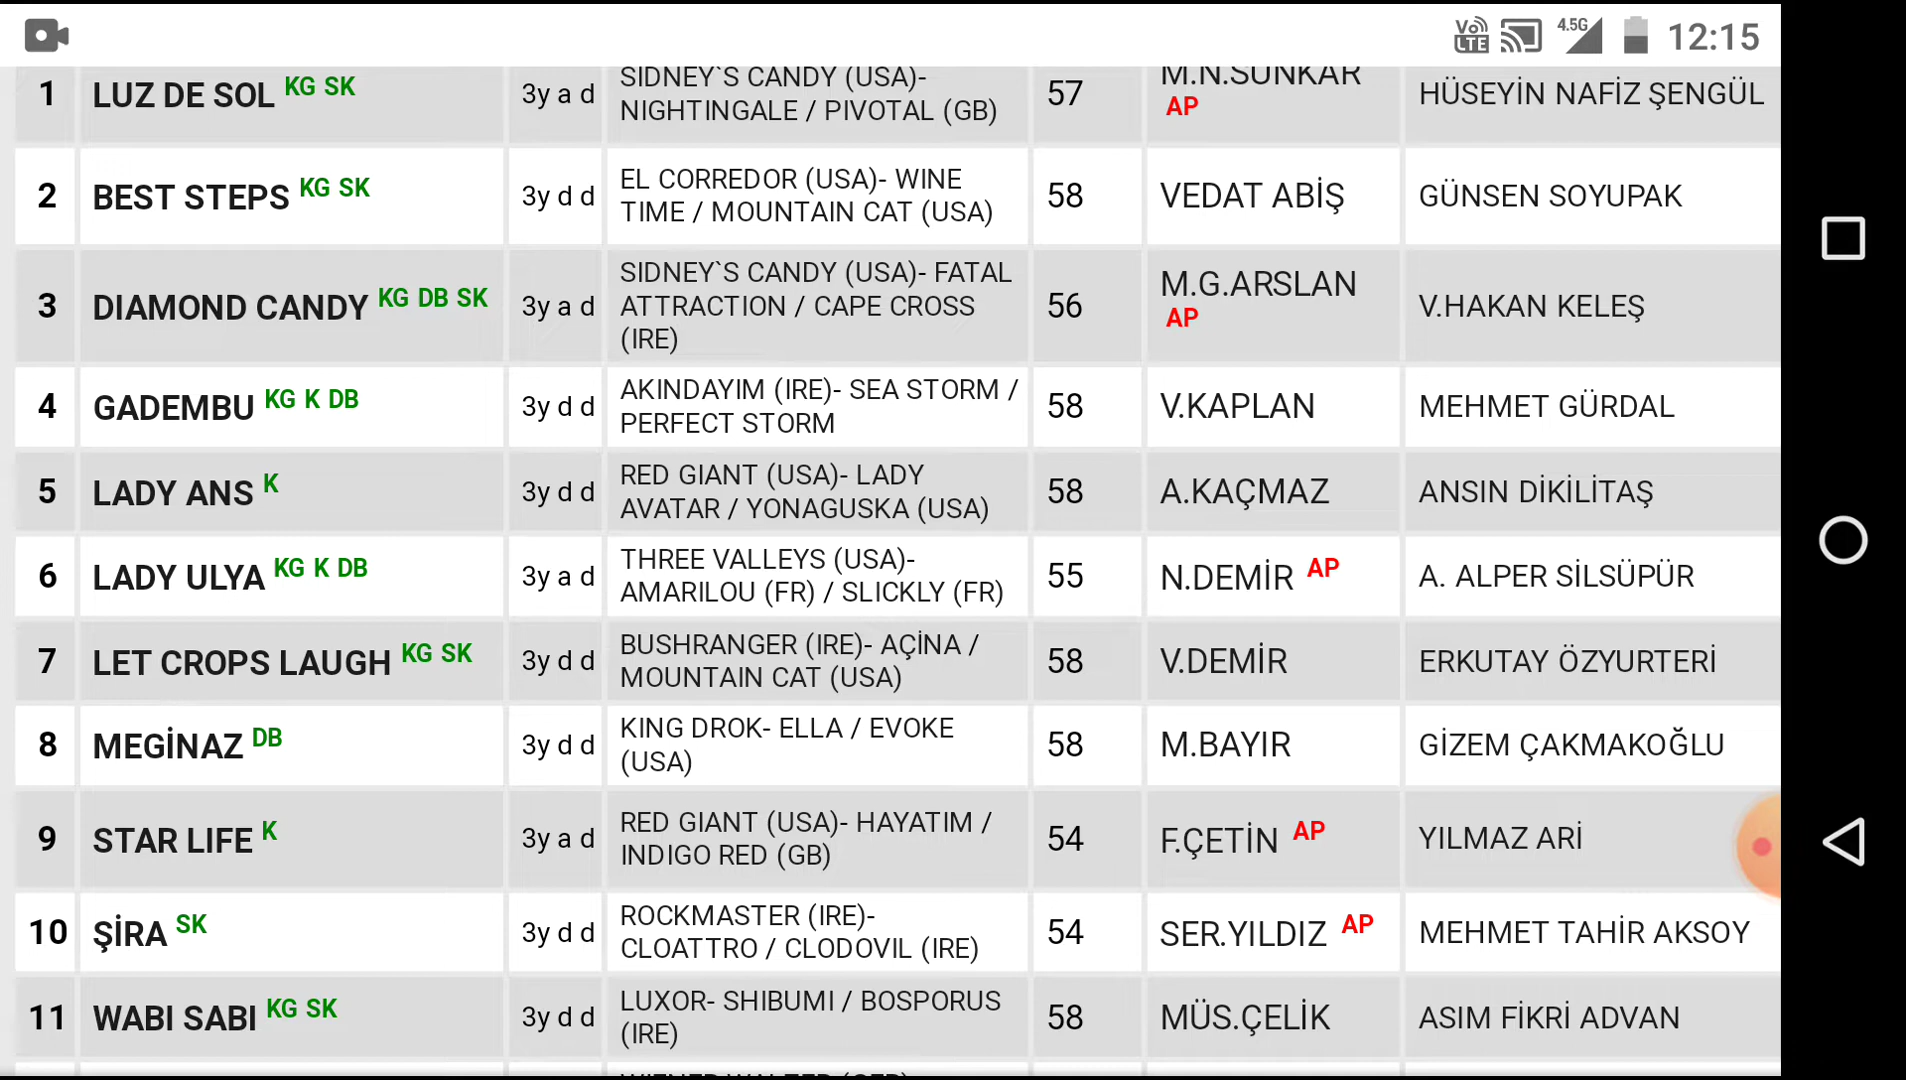 Vo LTE 4.5G 12:15
1 LUZ DE SOL KG SK 3y a d SIDNEY`S CANDY (USA)- 57 M.N.SUNKAR HÜSEYİN NAFİZ ŞENGÜL
NIGHTINGALE / PIVOTAL (GB) AP
2 BEST STEPS KG SK 3y d d EL CORREDOR (USA)- WINE 58 VEDAT ABİŞ GÜNSEN SOYUPAK
TIME / MOUNTAIN CAT (USA)
3 DIAMOND CANDY KG DB SK 3y a d SIDNEY`S CANDY (USA)- FATAL 56 M.G.ARSLAN V.HAKAN KELEŞ
ATTRACTION / CAPE CROSS AP
(IRE)
4 GADEMBU KG K DB 3y d d AKINDAYIM (IRE)- SEA STORM / 58 V.KAPLAN MEHMET GÜRDAL
PERFECT STORM
5 LADY ANS K 3y d d RED GIANT (USA)- LADY 58 A.KAÇMAZ ANSIN DİKİLİTAŞ
AVATAR / YONAGUSKA (USA)
6 LADY ULYA KG K DB 3y a d THREE VALLEYS (USA)- 55 N.DEMİR AP A. ALPER SİLSÜPÜR
AMARILOU (FR) / SLICKLY (FR)
7 LET CROPS LAUGH KG SK 3y d d BUSHRANGER (IRE)- AÇİNA / 58 V.DEMİR ERKUTAY ÖZYURTERİ
MOUNTAIN CAT (USA)
8 MEGİNAZ DB 3y d d KING DROK- ELLA / EVOKE 58 M.BAYIR GİZEM ÇAKMAKOĞLU
(USA)
9 STAR LIFE K 3y a d RED GIANT (USA)- HAYATIM / 54 F.ÇETİN AP YILMAZ ARİ
INDIGO RED (GB)
10 ŞİRA SK 3y d d ROCKMASTER (IRE)- 54 SER.YILDIZ AP MEHMET TAHİR AKSOY
CLOATTRO / CLODOVIL (IRE)
11 WABI SABI KG SK 3y d d LUXOR- SHIBUMI / BOSPORUS 58 MÜS.ÇELİK ASIM FİKRİ ADVAN
(IRE)